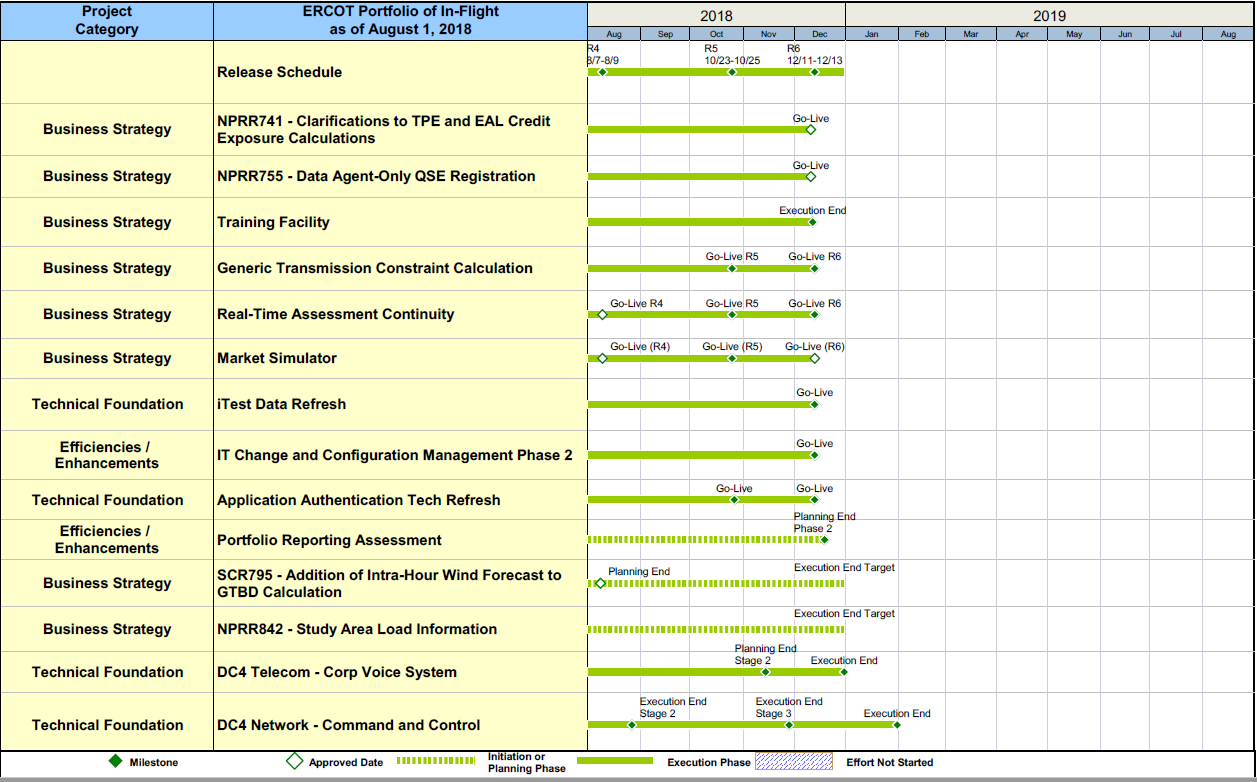 Project
Category
ERCOT Portfolio of In-Flight
as of August 1, 2018
2018
2019
Aug Sep Oct Nov Dec Jan Feb Mar Apr May Jun Jul Aug
Release Schedule
R4
8/7-8/9
R5
10/23-10/25
R6
12/11-12/13
Business Strategy
NPRR741 - Clarifications to TPE and EAL Credit
Exposure Calculations
Go-Live
Business Strategy
NPRR755 - Data Agent-Only QSE Registration
Go-Live
Business Strategy
Training Facility
Execution End
Business Strategy
Generic Transmission Constraint Calculation
Go-Live R5
Go-Live R6
Business Strategy
Real-Time Assessment Continuity
Go-Live R4
Go-Live R5
Go-Live R6
Business Strategy
Market Simulator
Go-Live (R4)
Go-Live (R5)
Go-Live (R6)
Technical Foundation
iTest Data Refresh
Go-Live
Efficiencies /
Enhancements
IT Change and Configuration Management Phase 2
Go-Live
Technical Foundation
Application Authentication Tech Refresh
Go-Live
Go-Live
Efficiencies /
Enhancements
Portfolio Reporting Assessment
Planning End
Phase 2
Business Strategy
SCR795 - Addition of Intra-Hour Wind Forecast to
GTBD Calculation
Planning End
Execution End Target
Business Strategy
NPRR842 - Study Area Load Information
Execution End Target
Technical Foundation
DC4 Telecom - Corp Voice System
Planning End
Stage 2
Execution End
Technical Foundation
DC4 Network - Command and Control
Execution End
Stage 2
Execution End
Stage 3
Execution End
Milestone
Approved Date
Initiation or
Planning Phase
Execution Phase
Effort Not Started